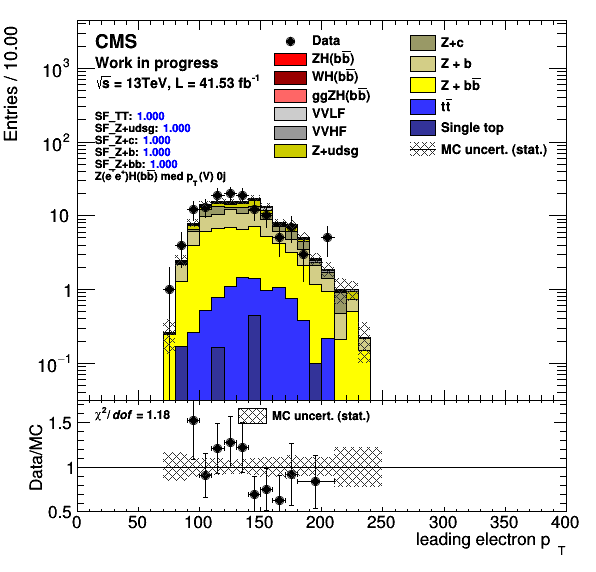 Entries / 10.00
10³
10²
10
1
10⁻¹
CMS
Work in progress
√s = 13TeV, L = 41.53 fb⁻¹
SF_TT: 1.000
SF_Z+udsg: 1.000
SF_Z+c: 1.000
SF_Z+b: 1.000
SF_Z+bb: 1.000
Z(e⁻e⁺)H(bb̅) med p_T(V) 0j
Data
ZH(bb̅)
WH(bb̅)
ggZH(bb̅)
VVLF
VVHF
Z+udsg
Z+c
Z + b
Z + bb̅
tt̅
Single top
MC uncert. (stat.)
Data/MC
1.5
1
0.5
χ²/dof = 1.18
MC uncert. (stat.)
0 50 100 150 200 250 300 350 400
leading electron p_T